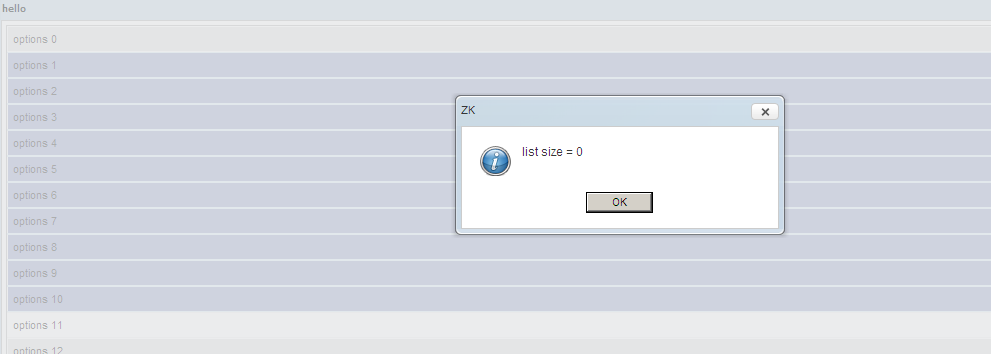 hello
options 0
options 1
options 2
options 3
options 4
options 5
options 6
options 7
options 8
options 9
options 10
options 11
options 12
ZK
list size = 0
OK